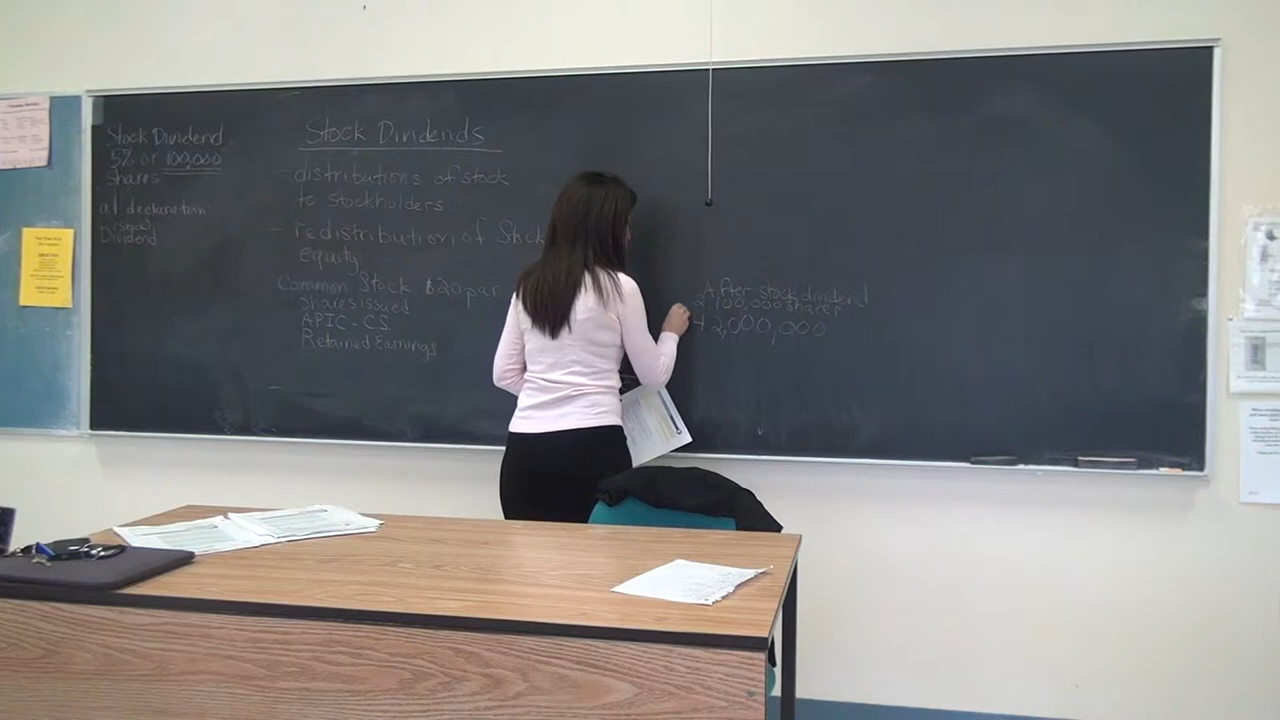 Stock Dividend
5% or 100,000
shares
at declaration
(stock)
Dividend
Stock Dividends
- distributions of stock
to stockholders
- redistribution of Stock
equity
Common Stock $20 par
Shares issued
APIC-CS
Retained Earnings
After stock dividend
2,100,000 shares
+2,000,000